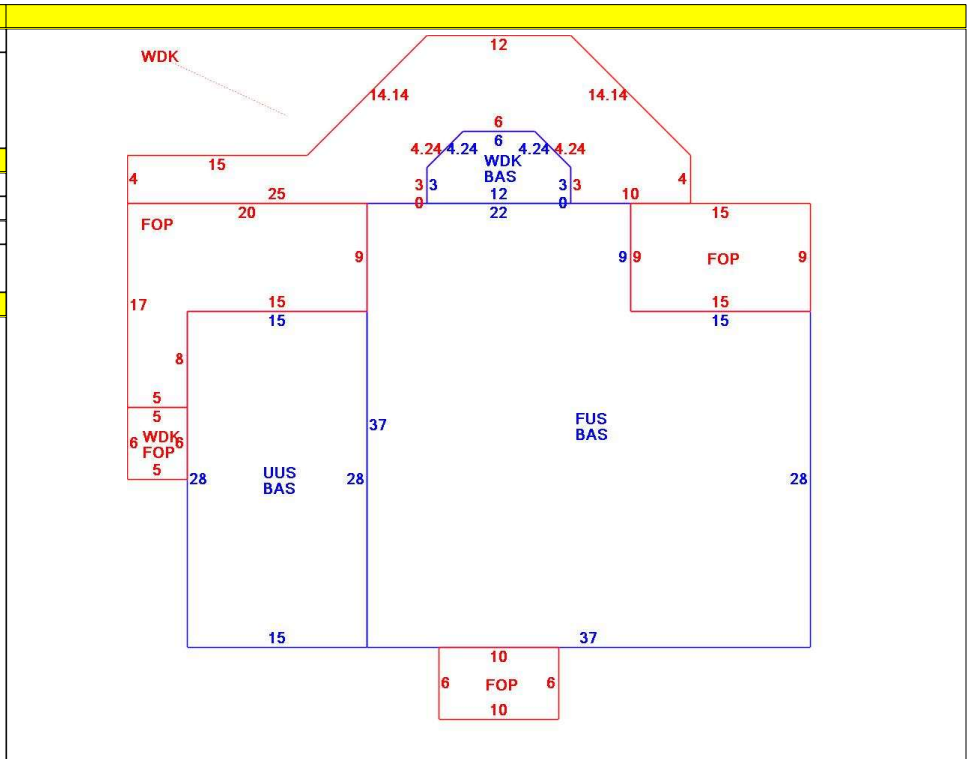 12
WDK
14.14 14.14
6
4.24 4.24 6 4.24 4.24
15
WDK
BAS
4 3 3 3 3 4
25 12 10
0 0
20 22 15
FOP
9 9 9 FOP 9
17
15 15
15 15
8
5
5
FUS
BAS
37
6 WDK 6
FOP
5
28 UUS 28 28
BAS
15 37
10
6 FOP 6
10